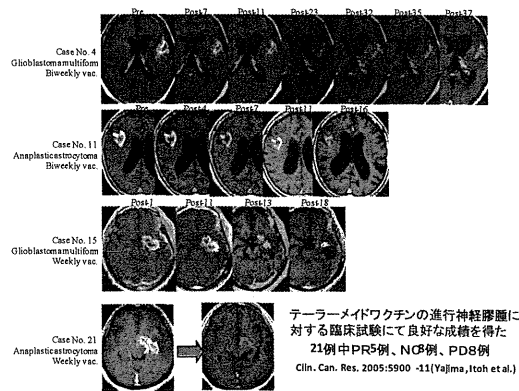 Pre Post7 Post11 Post23 Post32 Post35 Post37
Case No. 4
Glioblastomamultiform
Biweekly vac.
Pre Post4 Post7 Post11 Post16
Case No. 11
Anaplasticastrocytoma
Biweekly vac.
Post1 Post11 Post13 Post18
Case No. 15
Glioblastomamultiform
Weekly vac.
Case No. 21
Anaplasticastrocytoma
Weekly vac.
テーラーメイドワクチンの進行神経膠腫に
対する臨床試験にて良好な成績を得た
21例中PR5例、NC8例、PD8例
Clin. Can. Res. 2005:5900 -11(Yajima, Itoh et al.)